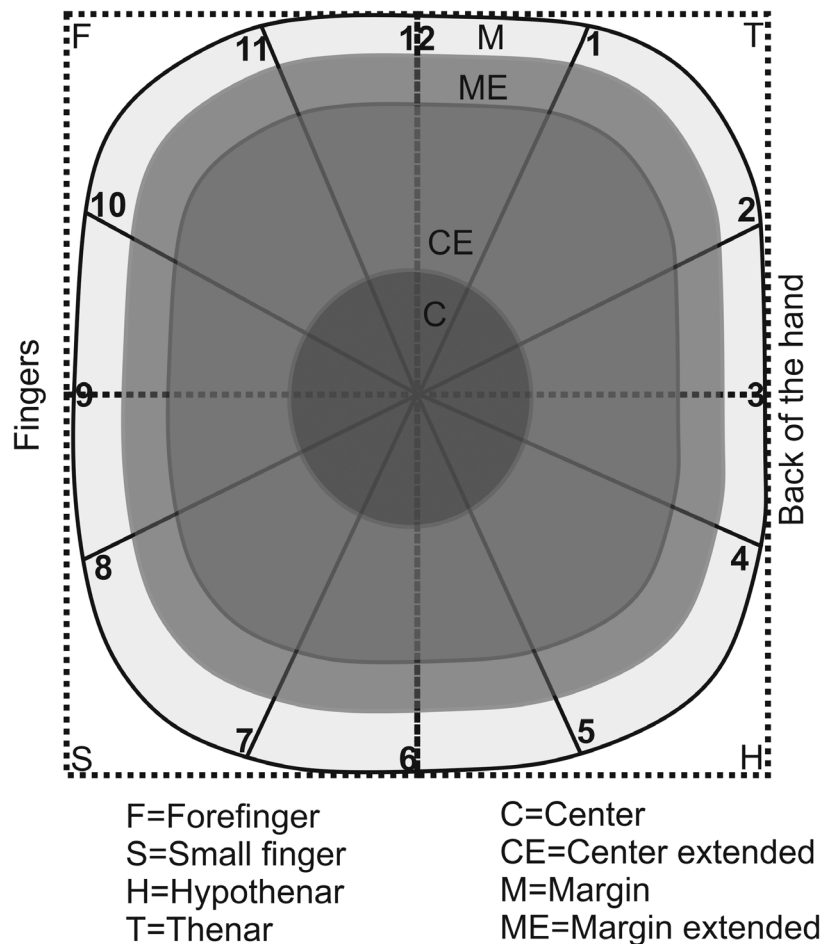 F
T
11
12
M
1
ME
10
2
CE
C
Fingers
9
3
Back of the hand
8
4
7
6
5
S
H
F=Forefinger
S=Small finger
H=Hypothenar
T=Thenar
C=Center
CE=Center extended
M=Margin
ME=Margin extended